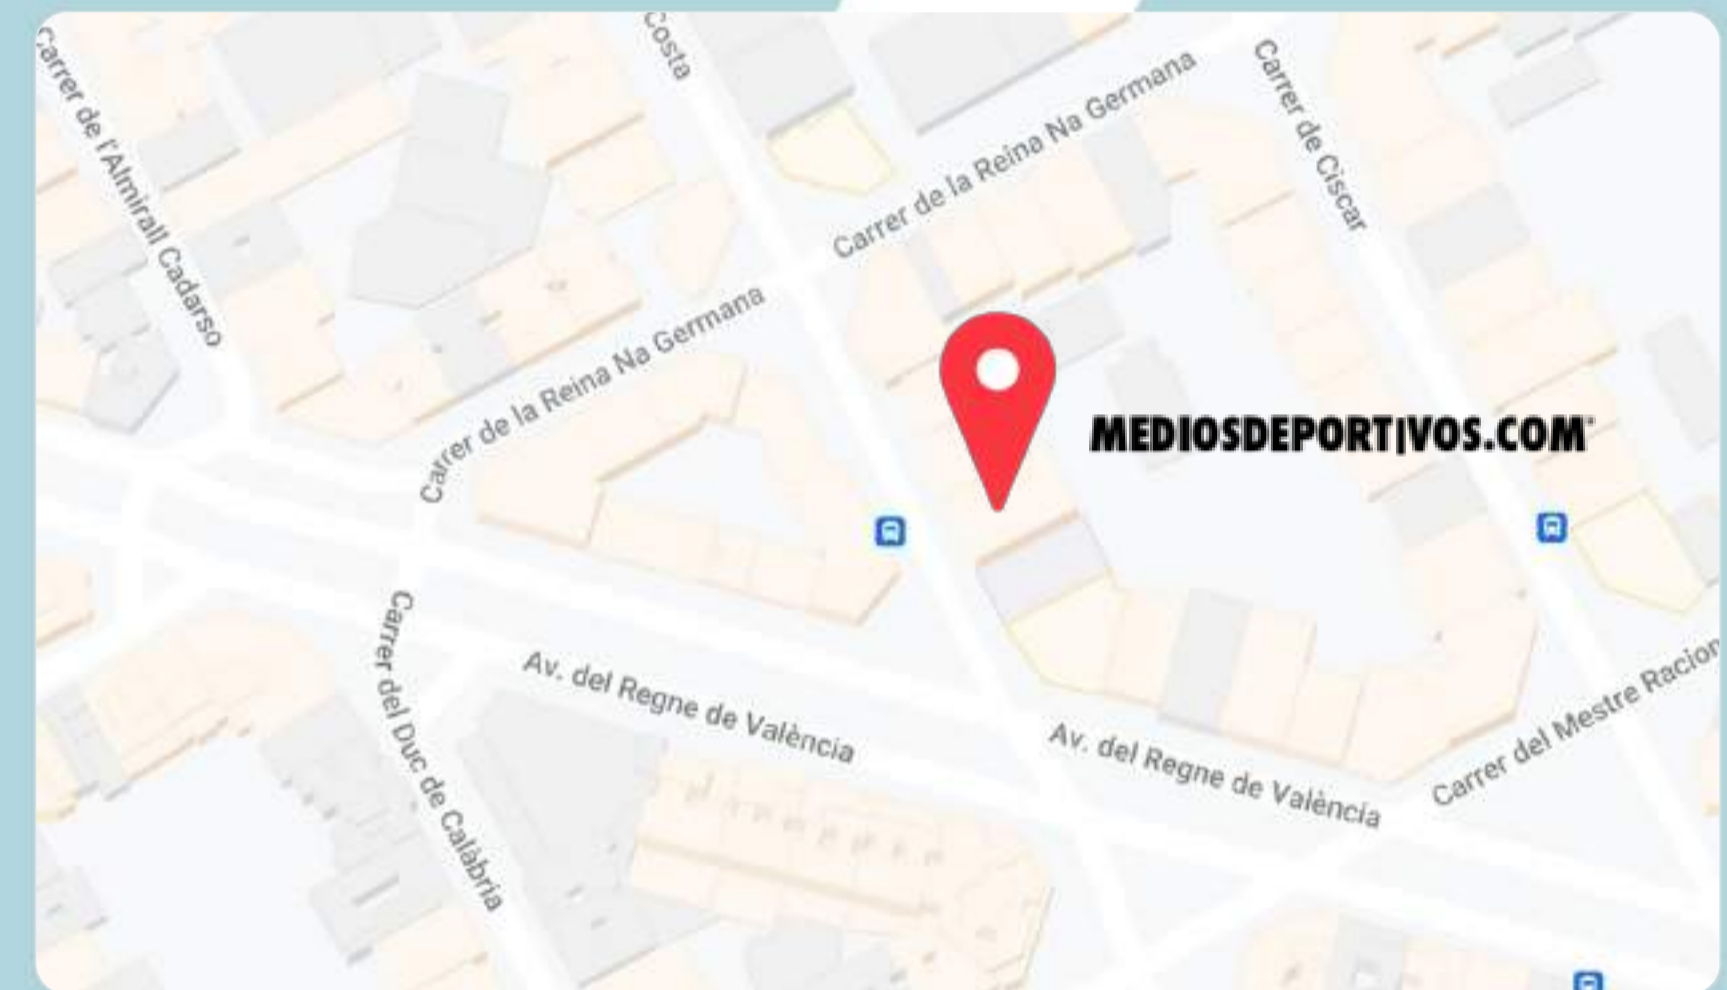 Carrer de l'Almirall Cadarso
Costa
Carrer de la Reina Na Germana
Carrer de Ciscar
Carrer de la Reina Na Germana
MEDIOSDEPORTIVOS.COM
Carrer del Duc de Calàbria
Av. del Regne de València
Av. del Regne de València
Carrer del Mestre Racion